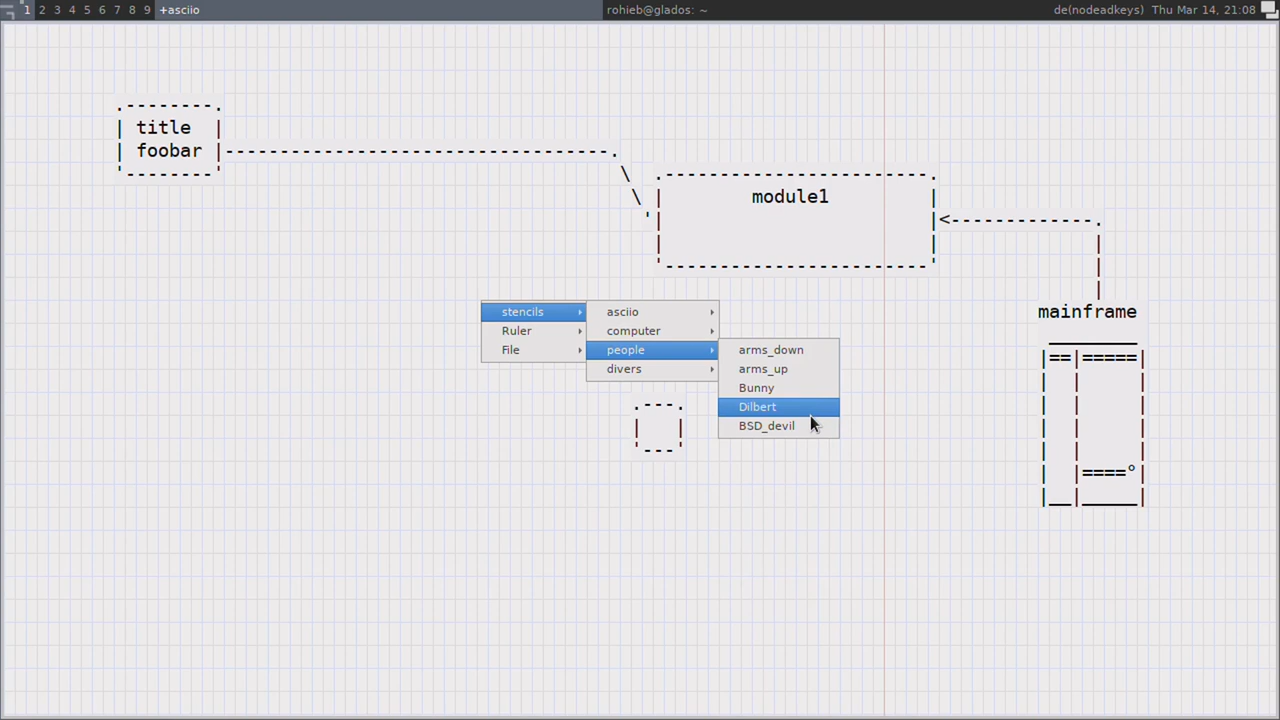 1 2 3 4 5 6 7 8 9 +asciio rohieb@glados: ~ de(nodeadkeys) Thu Mar 14, 21:08
title
foobar
module1
mainframe
stencils
Ruler
File
asciio
computer
people
divers
arms_down
arms_up
Bunny
Dilbert
BSD_devil